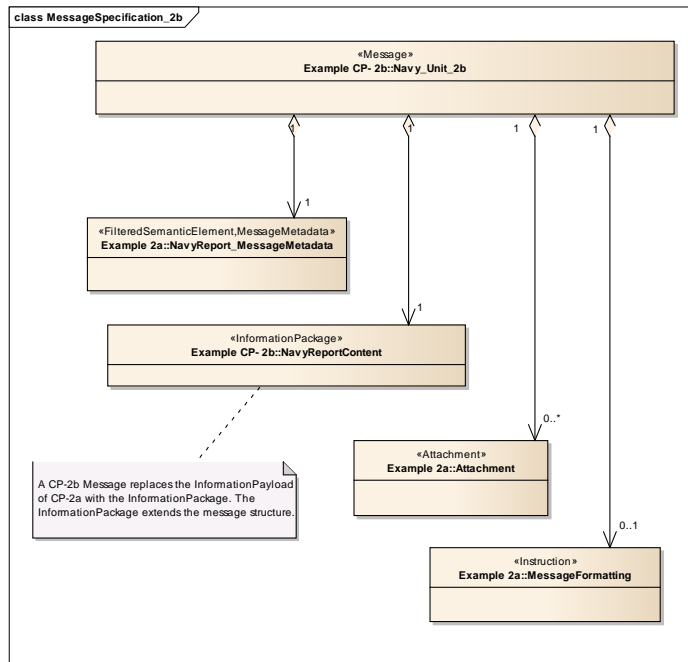 class MessageSpecification_2b
«Message»
Example CP- 2b::Navy_Unit_2b
1
1
1
1
1
«FilteredSemanticElement,MessageMetadata»
Example 2a::NavyReport_MessageMetadata
1
«InformationPackage»
Example CP- 2b::NavyReportContent
0..*
«Attachment»
Example 2a::Attachment
A CP-2b Message replaces the InformationPayload
of CP-2a with the InformationPackage. The
InformationPackage extends the message structure.
0..1
«Instruction»
Example 2a::MessageFormatting